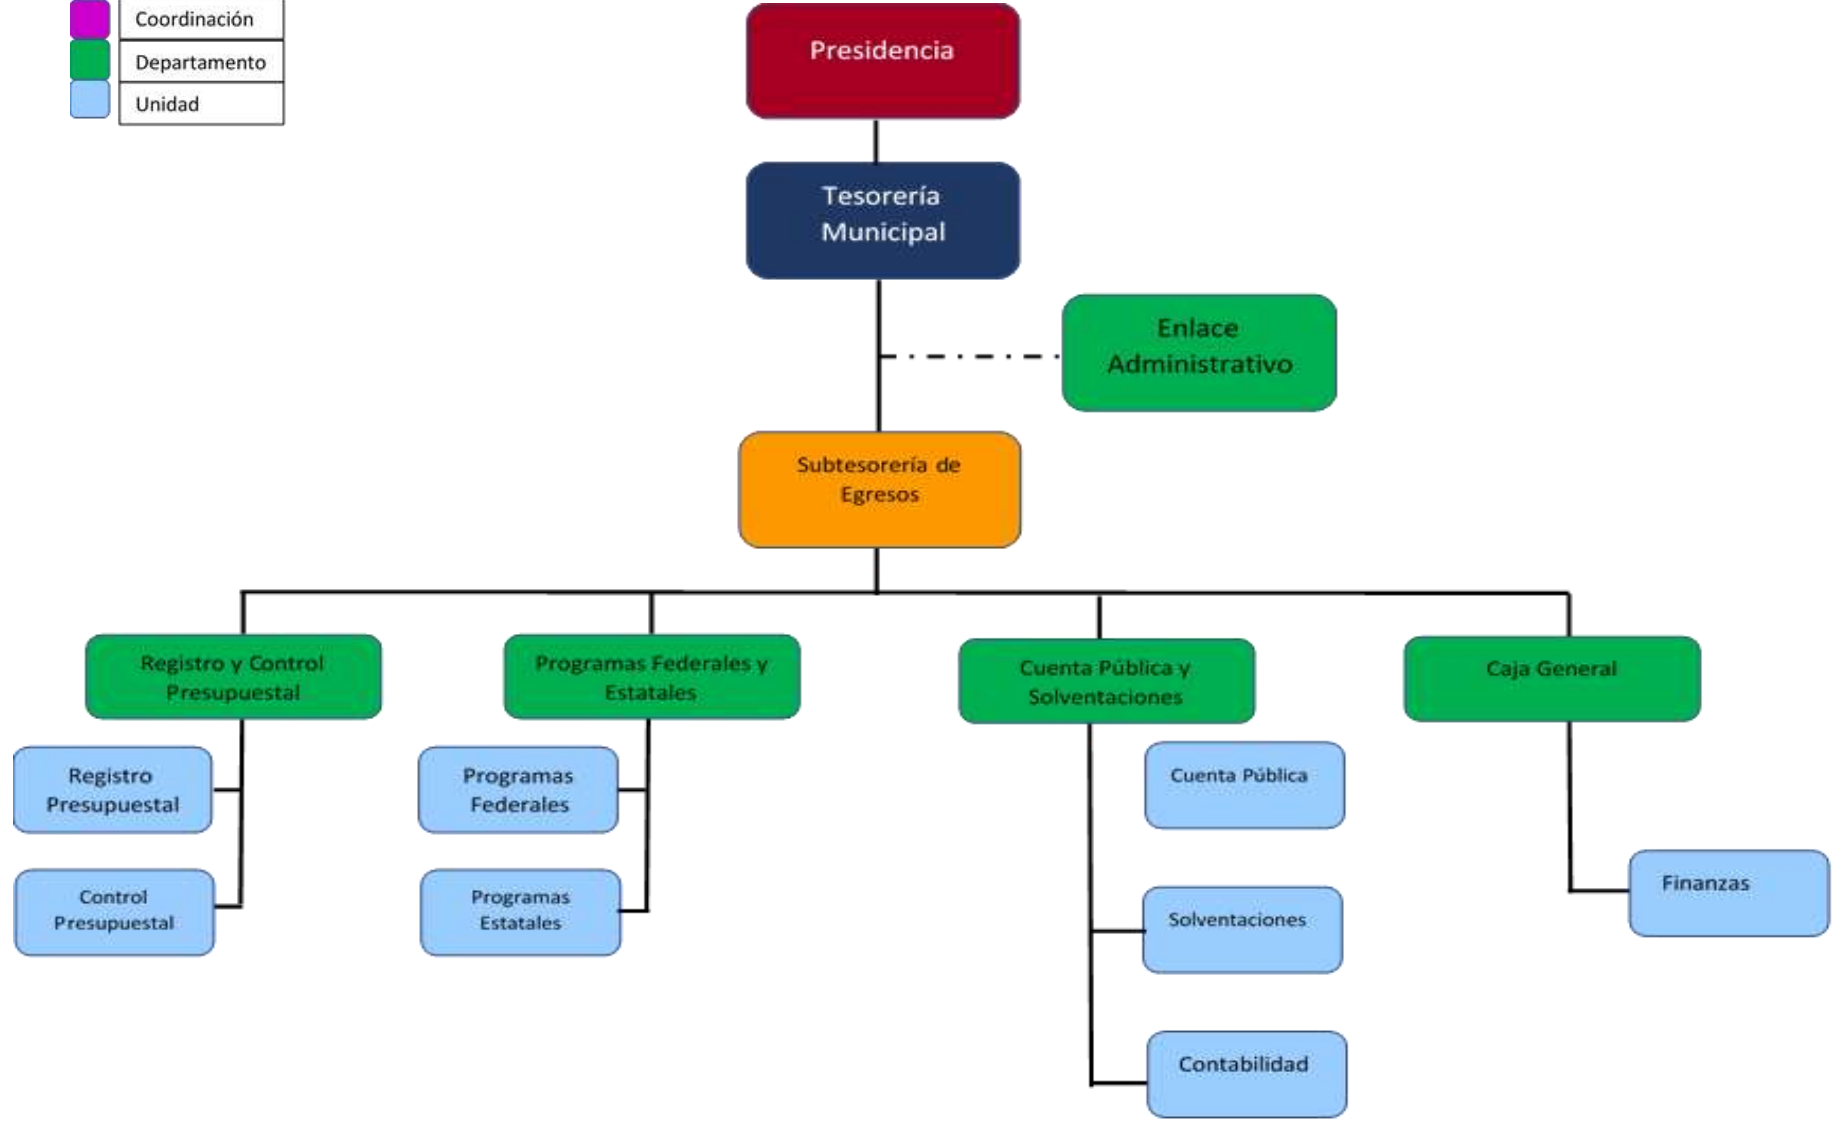 Coordinación
Departamento
Unidad
Presidencia
Tesorería
Municipal
Enlace
Administrativo
Subtesorería de
Egresos
Registro y Control
Presupuestal
Programas Federales y
Estatales
Cuenta Pública y
Solventaciones
Caja General
Registro
Presupuestal
Programas
Federales
Cuenta Pública
Control
Presupuestal
Programas
Estatales
Solventaciones
Finanzas
Contabilidad